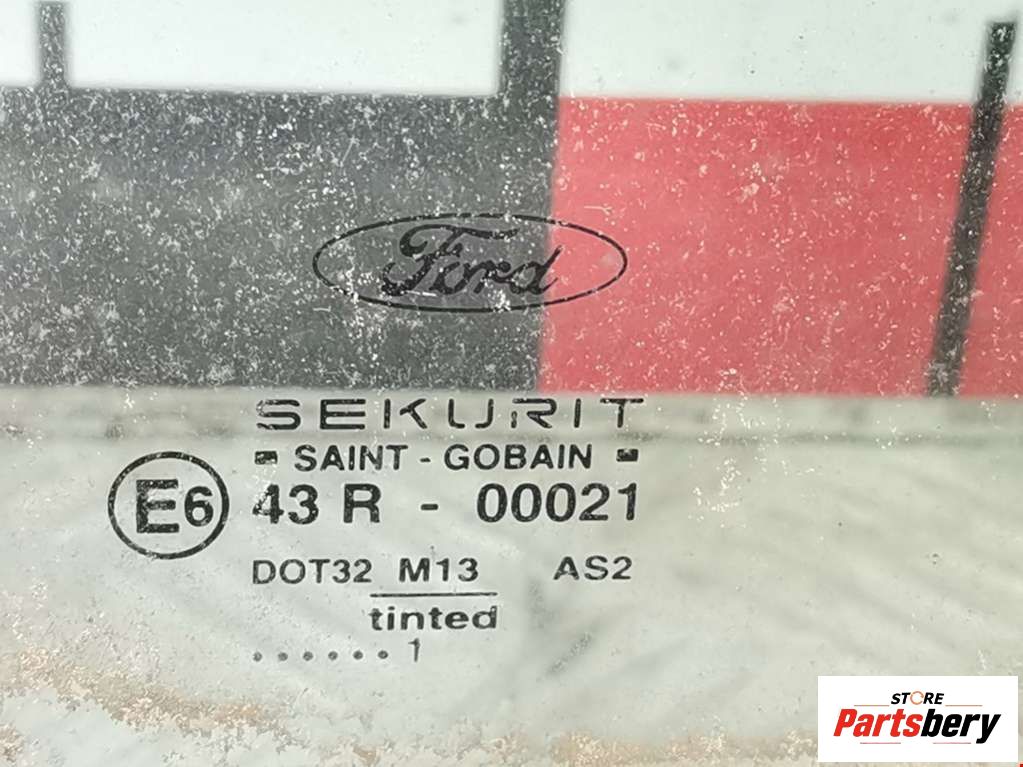 Ford
SEKURIT
SAINT - GOBAIN
E6 43 R - 00021
DOT32 M13 AS2
tinted
. . . . . . 1
STORE
Partsbery